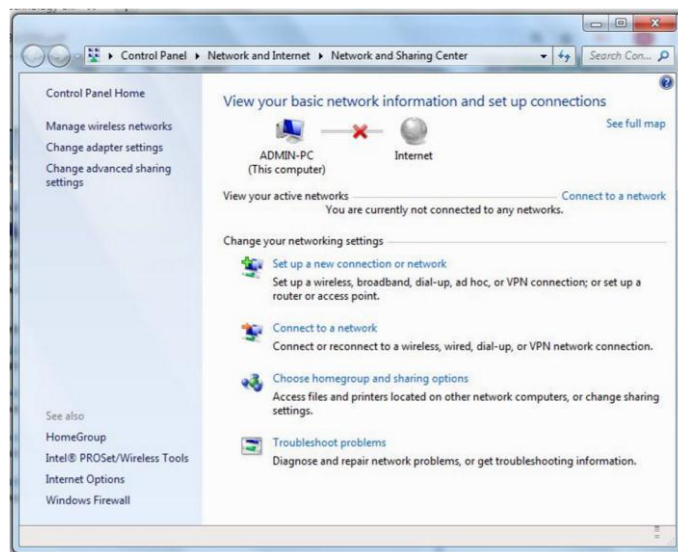 Control Panel ▸ Network and Internet ▸ Network and Sharing Center
Search Con...
Control Panel Home
Manage wireless networks
Change adapter settings
Change advanced sharing
settings
See also
HomeGroup
Intel® PROSet/Wireless Tools
Internet Options
Windows Firewall
View your basic network information and set up connections
See full map
ADMIN-PC
(This computer)
Internet
View your active networks
Connect to a network
You are currently not connected to any networks.
Change your networking settings
Set up a new connection or network
Set up a wireless, broadband, dial-up, ad hoc, or VPN connection; or set up a
router or access point.
Connect to a network
Connect or reconnect to a wireless, wired, dial-up, or VPN network connection.
Choose homegroup and sharing options
Access files and printers located on other network computers, or change sharing
settings.
Troubleshoot problems
Diagnose and repair network problems, or get troubleshooting information.